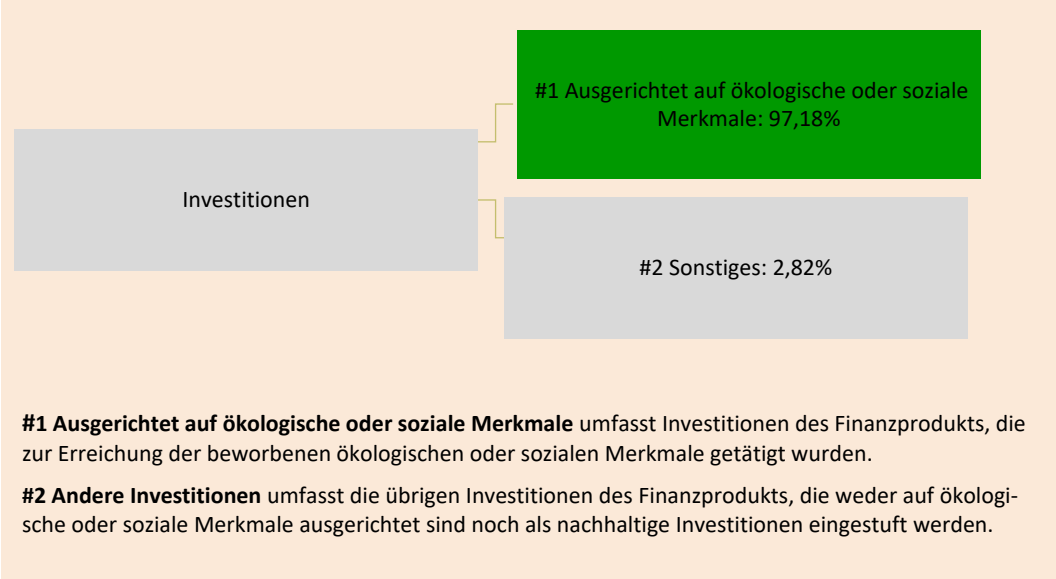 #1 Ausgerichtet auf ökologische oder soziale
Merkmale: 97,18%
Investitionen
#2 Sonstiges: 2,82%
#1 Ausgerichtet auf ökologische oder soziale Merkmale umfasst Investitionen des Finanzprodukts, die
zur Erreichung der beworbenen ökologischen oder sozialen Merkmale getätigt wurden.
#2 Andere Investitionen umfasst die übrigen Investitionen des Finanzprodukts, die weder auf ökologi-
sche oder soziale Merkmale ausgerichtet sind noch als nachhaltige Investitionen eingestuft werden.